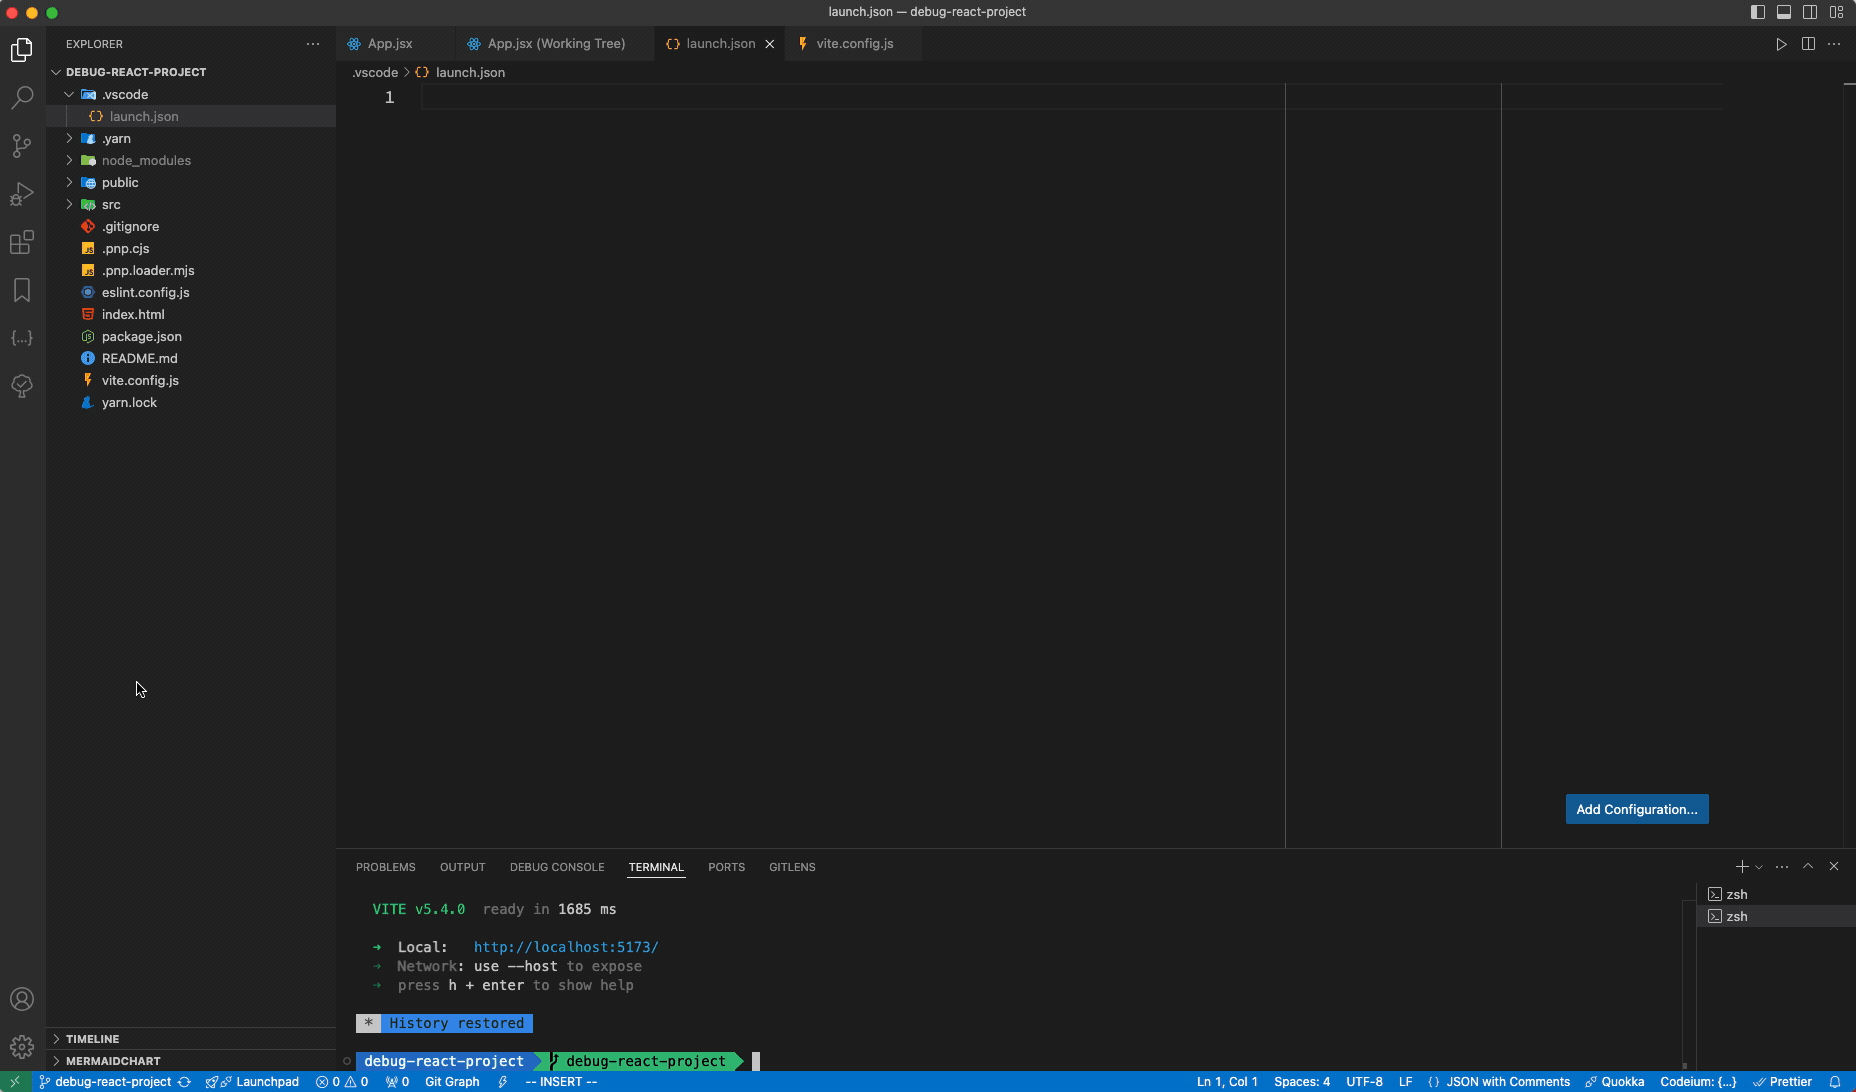 launch.json — debug-react-project
EXPLORER
App.jsx
App.jsx (Working Tree)
launch.json
vite.config.js
DEBUG-REACT-PROJECT
.vscode
launch.json
.yarn
node_modules
public
src
.gitignore
.pnp.cjs
.pnp.loader.mjs
eslint.config.js
index.html
package.json
README.md
vite.config.js
yarn.lock
TIMELINE
MERMAIDCHART
.vscode > {} launch.json
1
Add Configuration...
PROBLEMS OUTPUT DEBUG CONSOLE TERMINAL PORTS GITLENS
VITE v5.4.0 ready in 1685 ms
➜ Local: http://localhost:5173/
➜ Network: use --host to expose
➜ press h + enter to show help
* History restored
debug-react-project debug-react-project
zsh
zsh
debug-react-project Launchpad 0 0 0 Git Graph -- INSERT -- Ln 1, Col 1 Spaces: 4 UTF-8 LF {} JSON with Comments Quokka Codeium: {...} Prettier